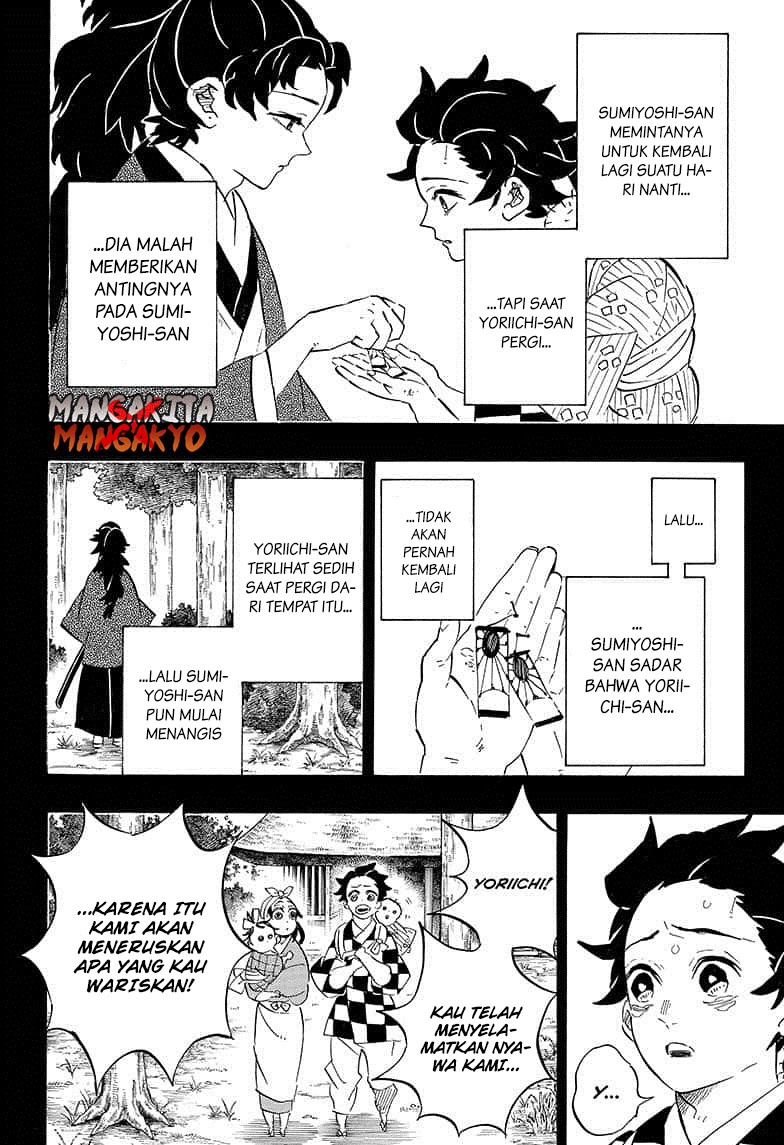 SUMIYOSHI-SAN
MEMINTANYA
UNTUK KEMBALI
LAGI SUATU HA-
RI NANTI...
...TAPI SAAT
YORIICHI-SAN
PERGI...
...DIA MALAH
MEMBERIKAN
ANTINGNYA
PADA SUMI-
YOSHI-SAN
MANGAKITA
MANGAKYO
LALU...
...
SUMIYOSHI-
SAN SADAR
BAHWA YORII-
CHI-SAN...
...TIDAK
AKAN
PERNAH
KEMBALI
LAGI
YORIICHI-SAN
TERLIHAT SEDIH
SAAT PERGI DA-
RI TEMPAT ITU...
...LALU SUMI-
YOSHI-SAN
PUN MULAI
MENANGIS
Y...
YORIICHI!
KAU TELAH
MENYELA-
MATKAN NYA-
WA KAMI...
...KARENA ITU
KAMI AKAN
MENERUSKAN
APA YANG KAU
WARISKAN!